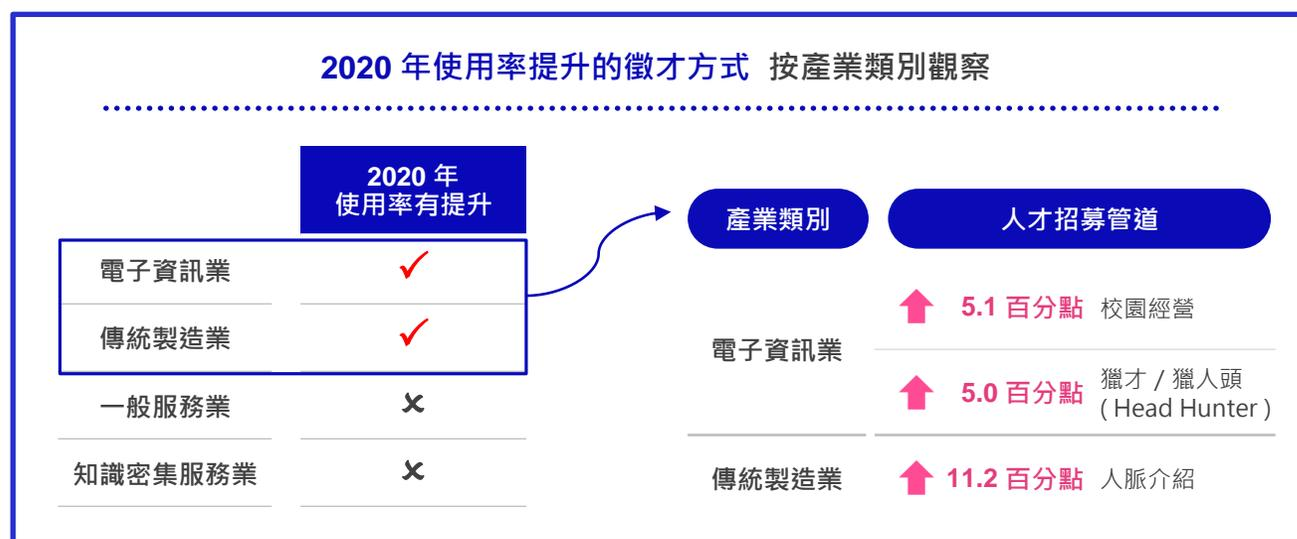 2020 年使用率提升的徵才方式 按產業類別觀察
2020 年
使用率有提升
電子資訊業 ✓
傳統製造業 ✓
一般服務業 ✘
知識密集服務業 ✘
產業類別 人才招募管道
電子資訊業
5.1 百分點 校園經營
5.0 百分點 獵才 / 獵人頭
( Head Hunter )
傳統製造業 11.2 百分點 人脈介紹